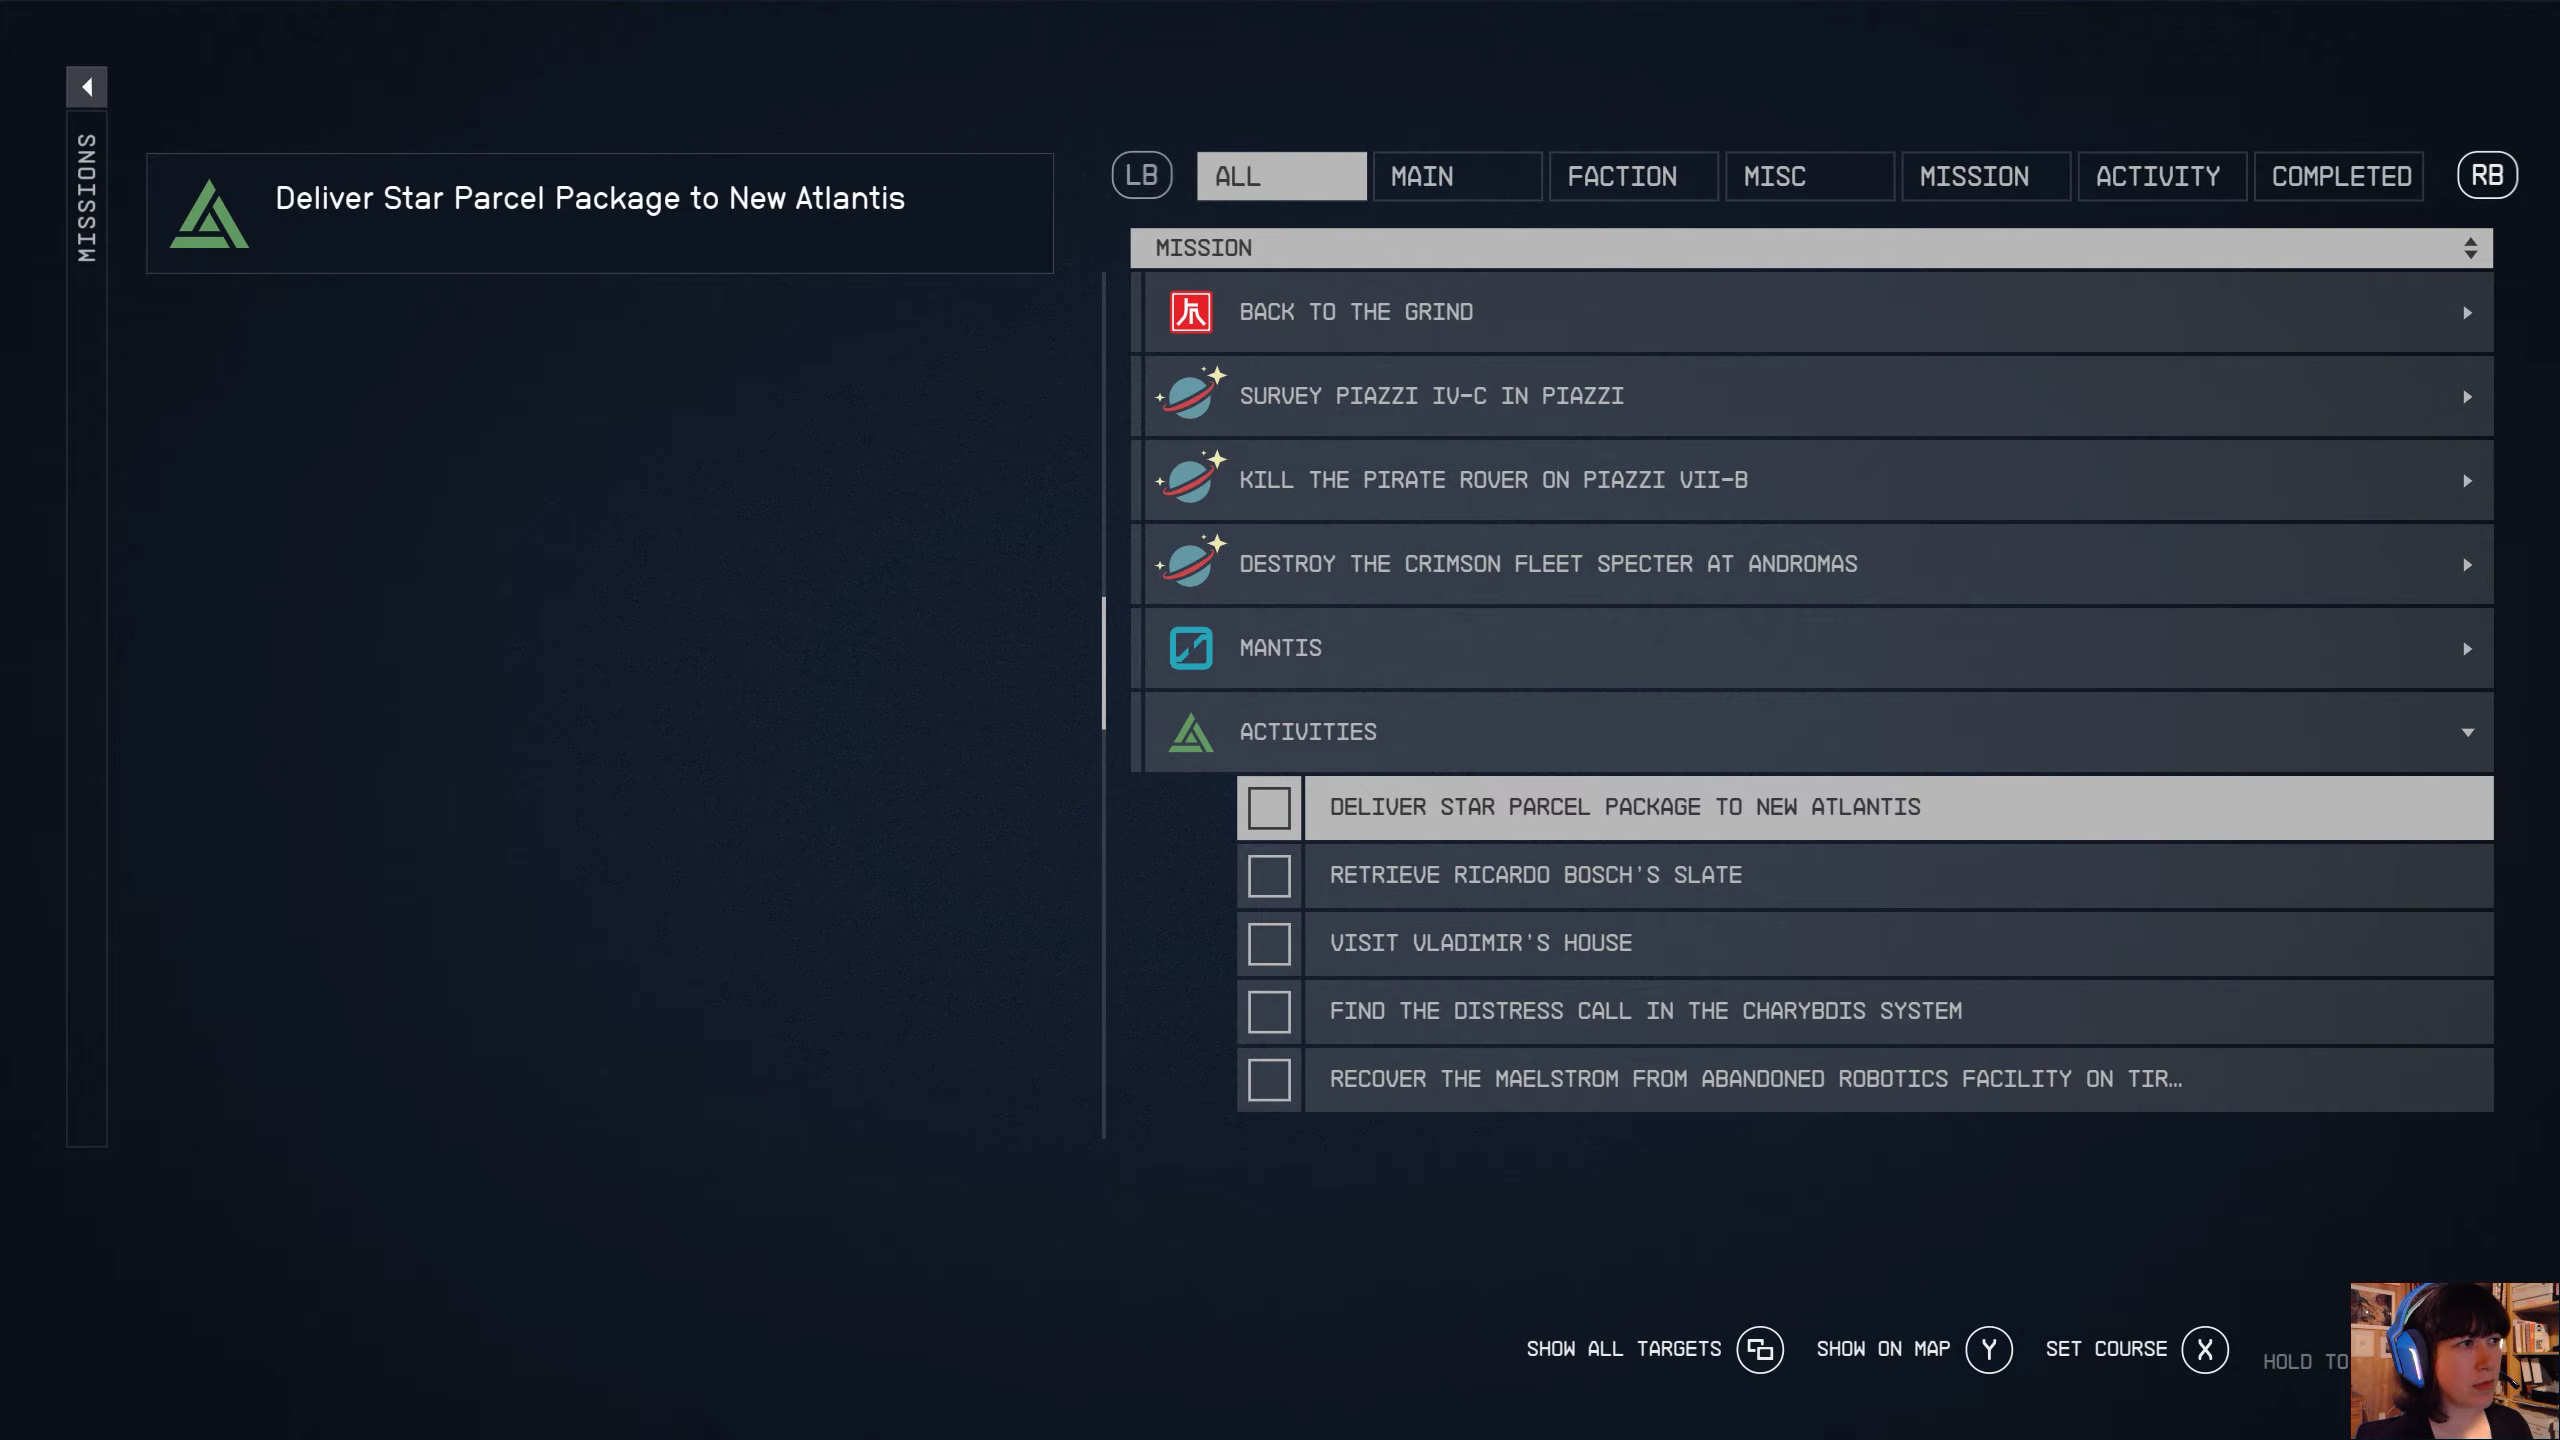 MISSIONS
Deliver Star Parcel Package to New Atlantis
LB
ALL
MAIN
FACTION
MISC
MISSION
ACTIVITY
COMPLETED
RB
MISSION
BACK TO THE GRIND
SURVEY PIAZZI IV-C IN PIAZZI
KILL THE PIRATE ROVER ON PIAZZI VII-B
DESTROY THE CRIMSON FLEET SPECTER AT ANDROMAS
MANTIS
ACTIVITIES
DELIVER STAR PARCEL PACKAGE TO NEW ATLANTIS
RETRIEVE RICARDO BOSCH'S SLATE
VISIT VLADIMIR'S HOUSE
FIND THE DISTRESS CALL IN THE CHARYBDIS SYSTEM
RECOVER THE MAELSTROM FROM ABANDONED ROBOTICS FACILITY ON TIR...
SHOW ALL TARGETS
SHOW ON MAP Y
SET COURSE X
HOLD TO